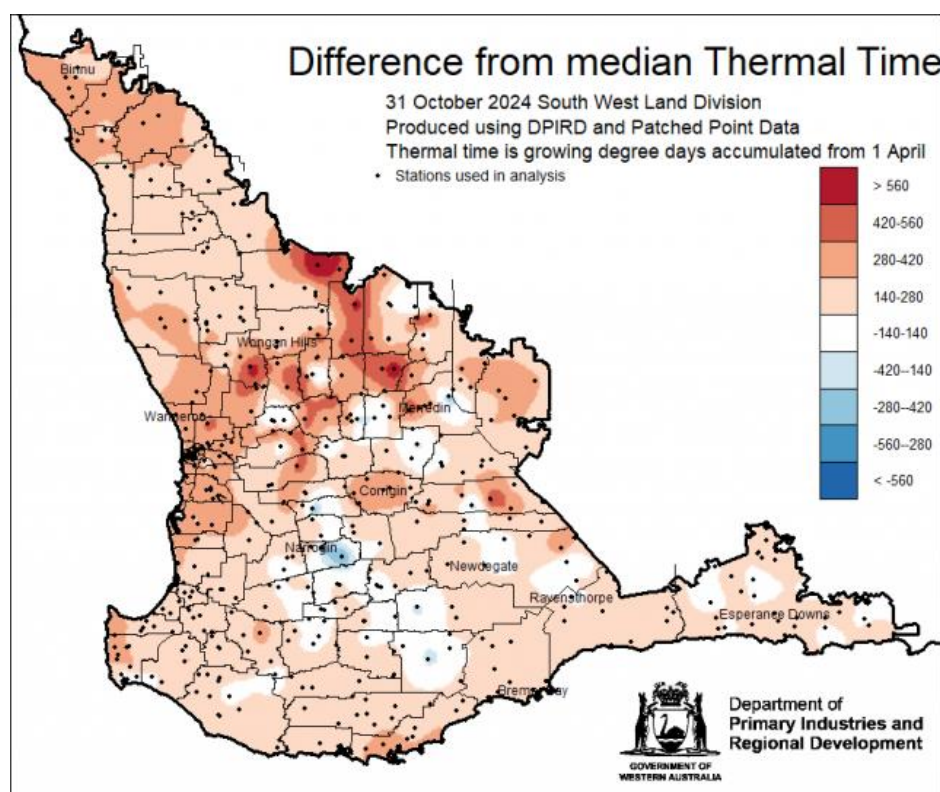 Difference from median Thermal Time
31 October 2024 South West Land Division
Produced using DPIRD and Patched Point Data
Thermal time is growing degree days accumulated from 1 April
Stations used in analysis
> 560
420-560
280-420
140-280
-140-140
-420--140
-280--420
-560--280
< -560
Binnu
Wongan Hills
Wanneroo
Merredin
Corrigin
Narrogin
Newdegate
Ravensthorpe
Esperance Downs
Bremer Bay
Department of
Primary Industries and
Regional Development
GOVERNMENT OF
WESTERN AUSTRALIA